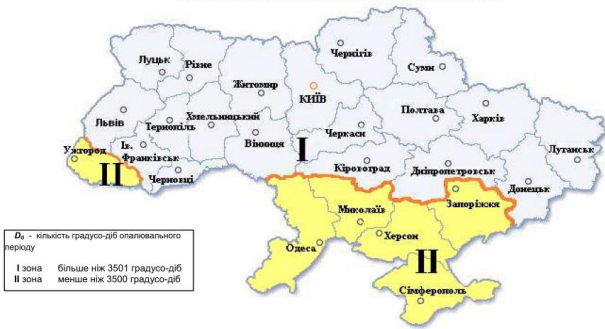 Чернігів
Луцьк
Рівне
Суми
Житомир
КИЇВ
Львів
Тернопіль
Хмельницький
Полтава
Харків
Черкаси
Ужгород
Ів.
Франківськ
Вінниця
I
Луганськ
II
Чернівці
Кіровоград
Дніпропетровськ
Донецьк
Запоріжжя
Миколаїв
Херсон
Одеса
II
Сімферополь
Dd - кількість градусо-діб опалювального
періоду
I зона більше ніж 3501 градусо-діб
II зона менше ніж 3500 градусо-діб